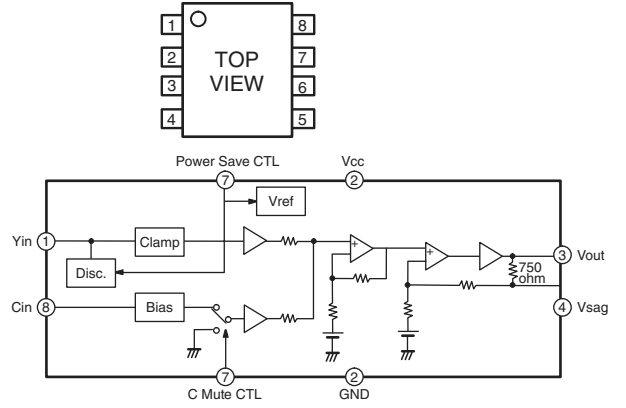 1
8
2
TOP
7
3
VIEW
6
4
5
Power Save CTL
Vcc
7
2
Vref
Yin 1
Clamp
3 Vout
Disc.
750
ohm
Cin 8
Bias
4 Vsag
7
2
C Mute CTL
GND